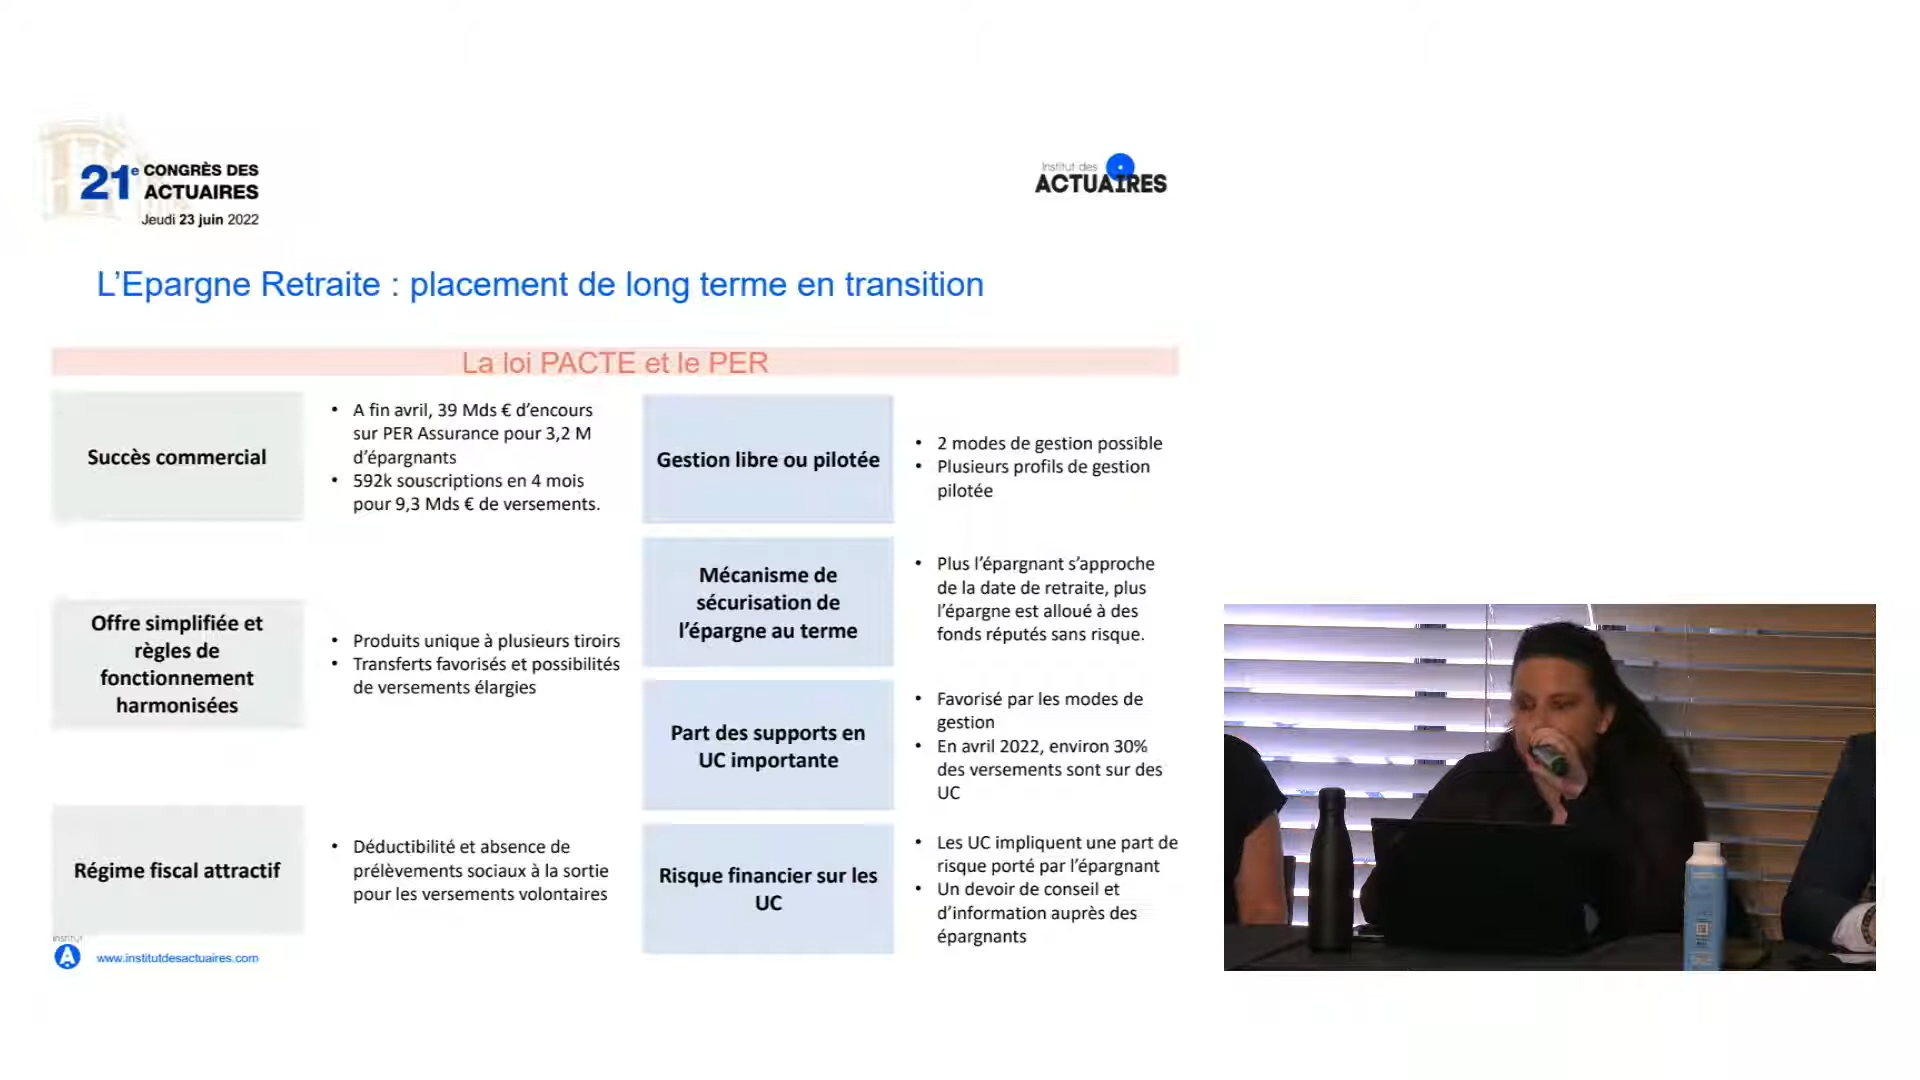 21e CONGRÈS DES
ACTUAIRES
Jeudi 23 juin 2022
Institut des
ACTUAIRES
L'Epargne Retraite : placement de long terme en transition
La loi PACTE et le PER
Succès commercial
• A fin avril, 39 Mds € d'encours
sur PER Assurance pour 3,2 M
d'épargnants
• 592k souscriptions en 4 mois
pour 9,3 Mds € de versements.
Offre simplifiée et
règles de
fonctionnement
harmonisées
• Produits unique à plusieurs tiroirs
• Transferts favorisés et possibilités
de versements élargies
Régime fiscal attractif
• Déductibilité et absence de
prélèvements sociaux à la sortie
pour les versements volontaires
Gestion libre ou pilotée
• 2 modes de gestion possible
• Plusieurs profils de gestion
pilotée
Mécanisme de
sécurisation de
l'épargne au terme
• Plus l'épargnant s'approche
de la date de retraite, plus
l'épargne est alloué à des
fonds réputés sans risque.
Part des supports en
UC importante
• Favorisé par les modes de
gestion
• En avril 2022, environ 30%
des versements sont sur des
UC
Risque financier sur les
UC
• Les UC impliquent une part de
risque porté par l'épargnant
• Un devoir de conseil et
d'information auprès des
épargnants
Institut
A
www.institutdesactuaires.com